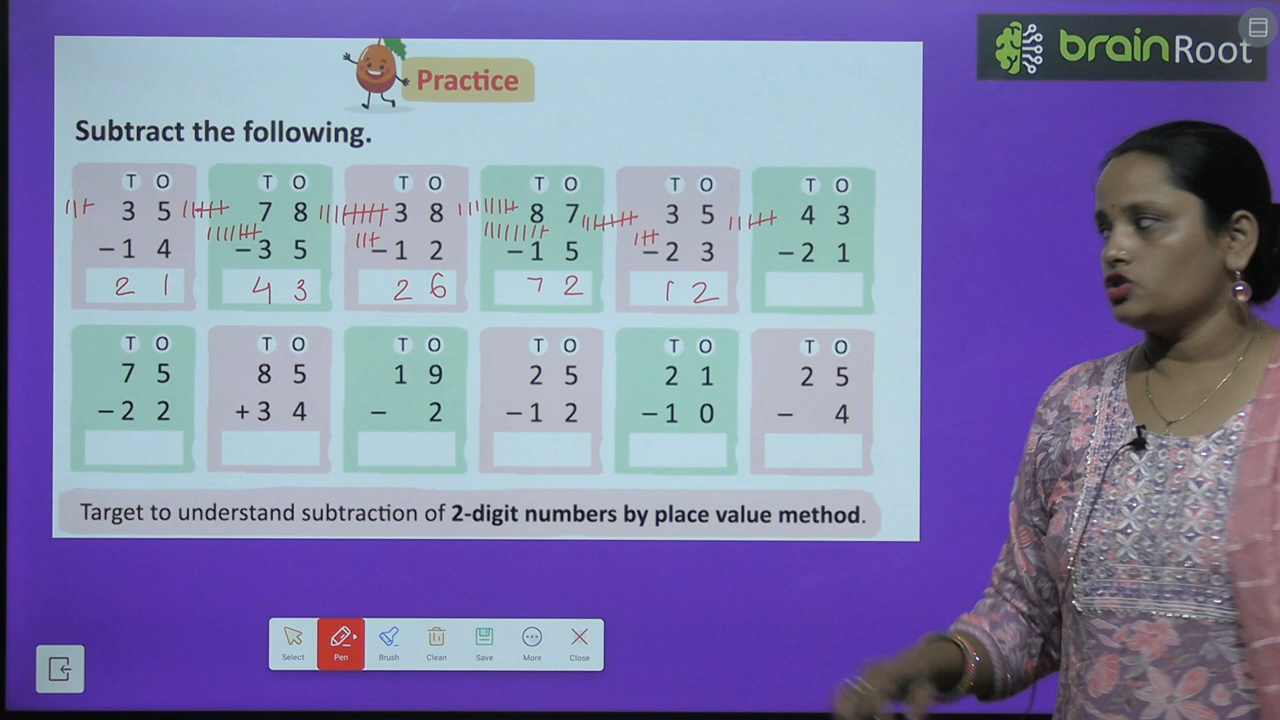 brainRoot
Practice
Subtract the following.
T O T O T O T O T O T O
3 5 7 8 3 8 8 7 3 5 4 3
-1 4 -3 5 -1 2 -1 5 -2 3 -2 1
2 1 4 3 2 6 7 2 1 2
T O T O T O T O T O T O
7 5 8 5 1 9 2 5 2 1 2 5
-2 2 +3 4 - 2 -1 2 -1 0 - 4
Target to understand subtraction of 2-digit numbers by place value method.
Select Pen Brush Clean Save More Close